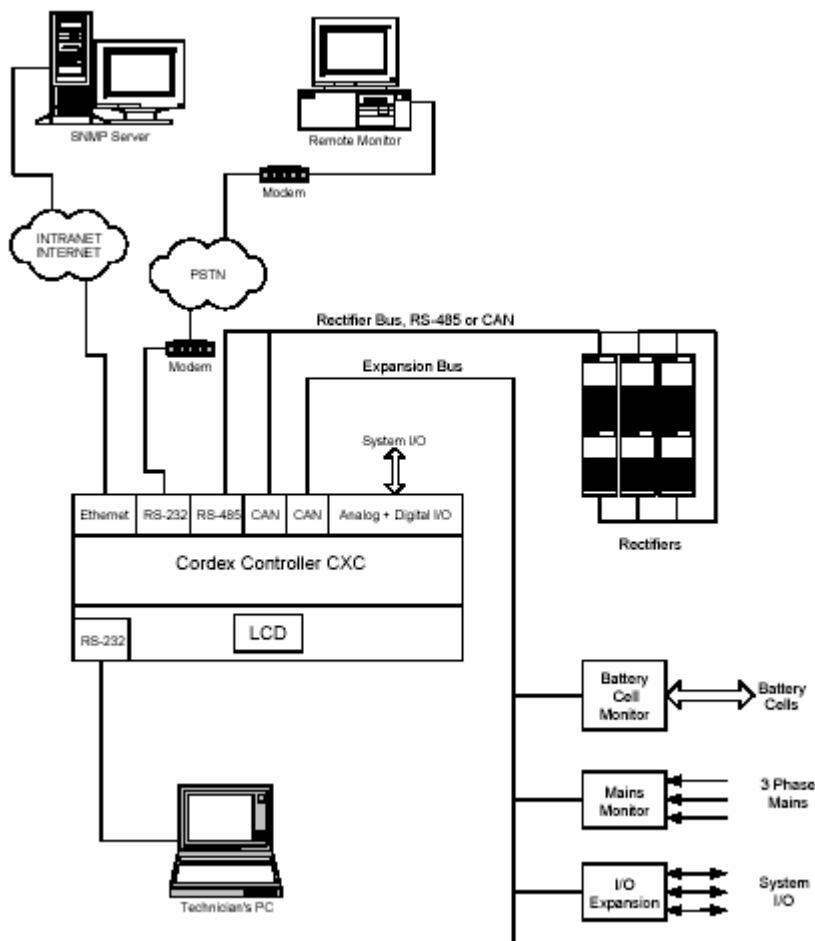 SNMP Server
Remote Monitor
Modem
INTRANET
INTERNET
PSTN
Modem
Rectifier Bus, RS-485 or CAN
Expansion Bus
System I/O
Ethernet
RS-232
RS-485
CAN
CAN
Analog + Digital I/O
Cordex Controller CXC
Rectifiers
RS-232
LCD
Battery
Cell
Monitor
Battery
Cells
Mains
Monitor
3 Phase
Mains
I/O
Expansion
System
I/O
Technician's PC